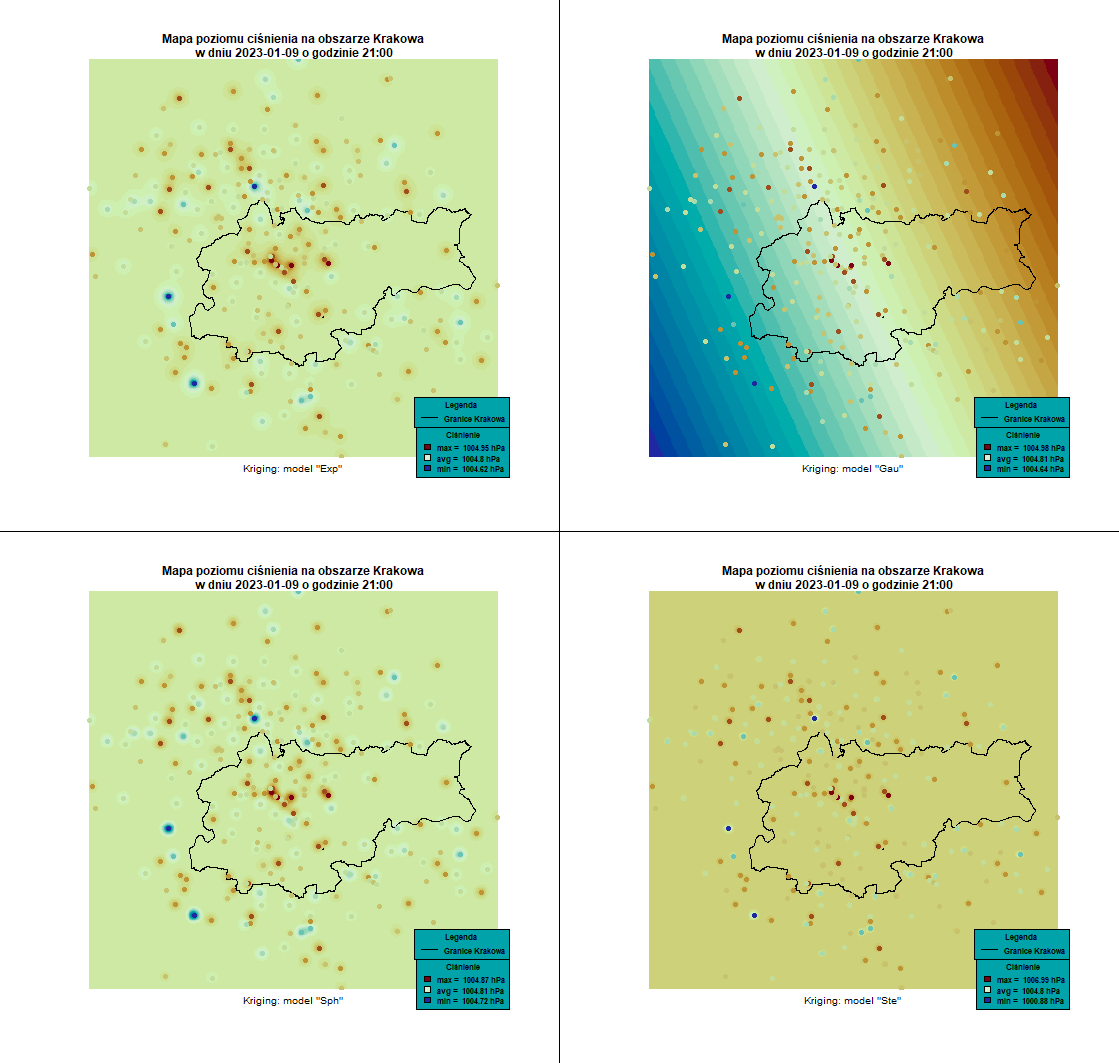 Mapa poziomu ciśnienia na obszarze Krakowa
w dniu 2023-01-09 o godzinie 21:00
Legenda
Granice Krakowa
Ciśnienie
max = 1004.95 hPa
avg = 1004.8 hPa
min = 1004.62 hPa
Kriging: model "Exp"
Mapa poziomu ciśnienia na obszarze Krakowa
w dniu 2023-01-09 o godzinie 21:00
Legenda
Granice Krakowa
Ciśnienie
max = 1004.98 hPa
avg = 1004.81 hPa
min = 1004.64 hPa
Kriging: model "Gau"
Mapa poziomu ciśnienia na obszarze Krakowa
w dniu 2023-01-09 o godzinie 21:00
Legenda
Granice Krakowa
Ciśnienie
max = 1004.87 hPa
avg = 1004.81 hPa
min = 1004.72 hPa
Kriging: model "Sph"
Mapa poziomu ciśnienia na obszarze Krakowa
w dniu 2023-01-09 o godzinie 21:00
Legenda
Granice Krakowa
Ciśnienie
max = 1006.39 hPa
avg = 1004.8 hPa
min = 1000.88 hPa
Kriging: model "Ste"